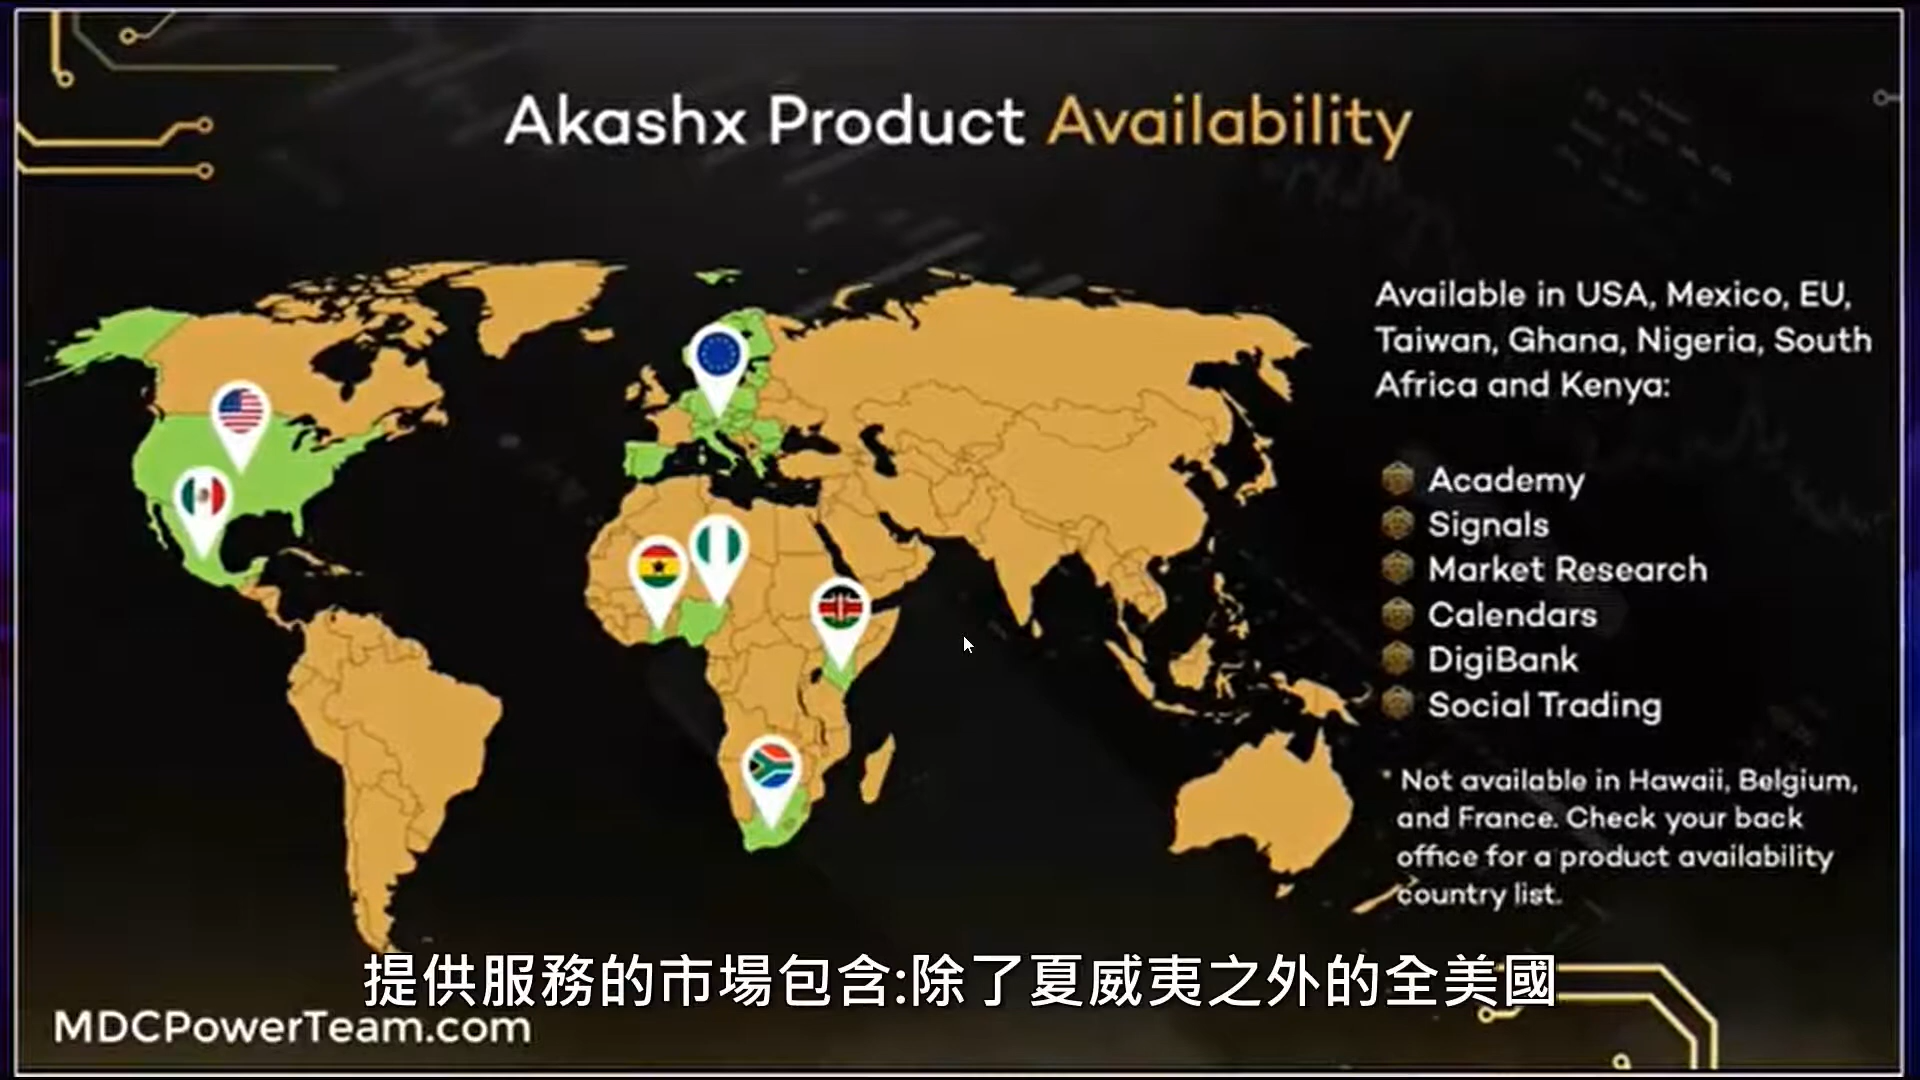 Akashx Product Availability
Available in USA, Mexico, EU,
Taiwan, Ghana, Nigeria, South
Africa and Kenya:
Academy
Signals
Market Research
Calendars
DigiBank
Social Trading
* Not available in Hawaii, Belgium,
and France. Check your back
office for a product availability
country list.
提供服務的市場包含:除了夏威夷之外的全美國
MDCPowerTeam.com